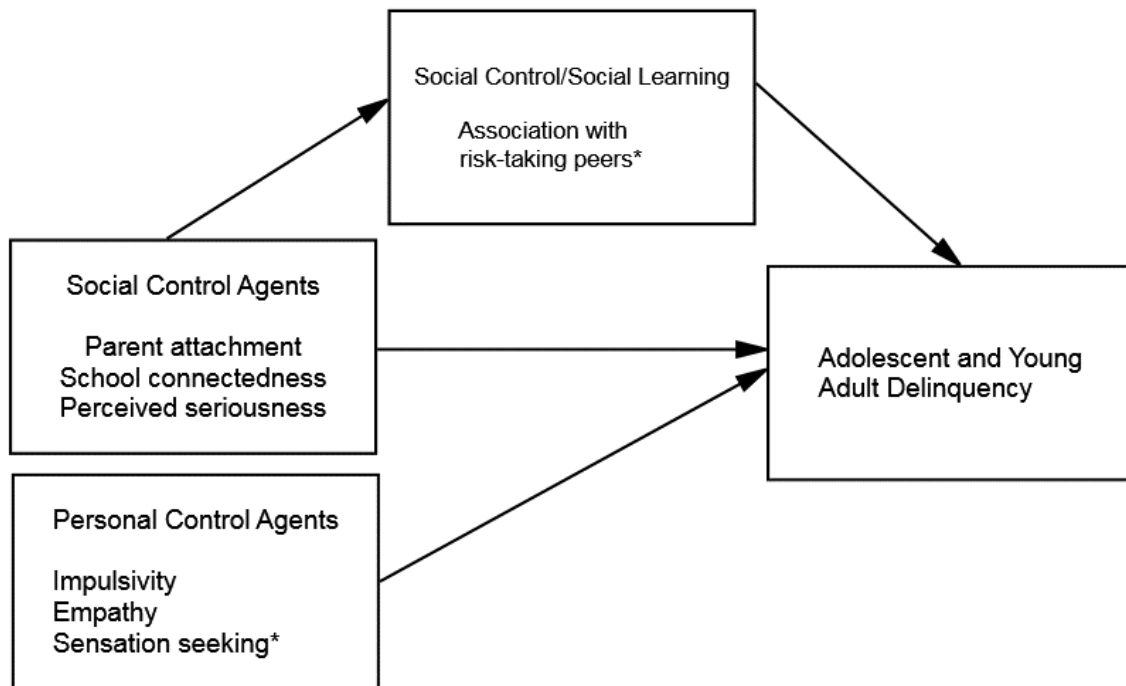 Social Control/Social Learning
Association with
risk-taking peers*
Social Control Agents
Parent attachment
School connectedness
Perceived seriousness
Adolescent and Young
Adult Delinquency
Personal Control Agents
Impulsivity
Empathy
Sensation seeking*